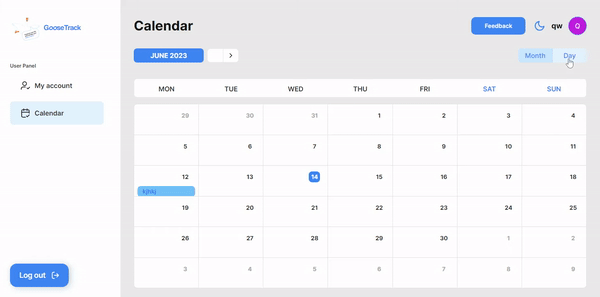 GooseTrack
Calendar
Feedback
qw
Q
JUNE 2023
Month
Day
User Panel
My account
Calendar
MON TUE WED THU FRI SAT SUN
29 30 31 1 2 3 4
5 6 7 8 9 10 11
12 13 14 15 16 17 18
19 20 21 22 23 24 25
26 27 28 29 30 1 2
3 4 5 6 7 8 9
Log out